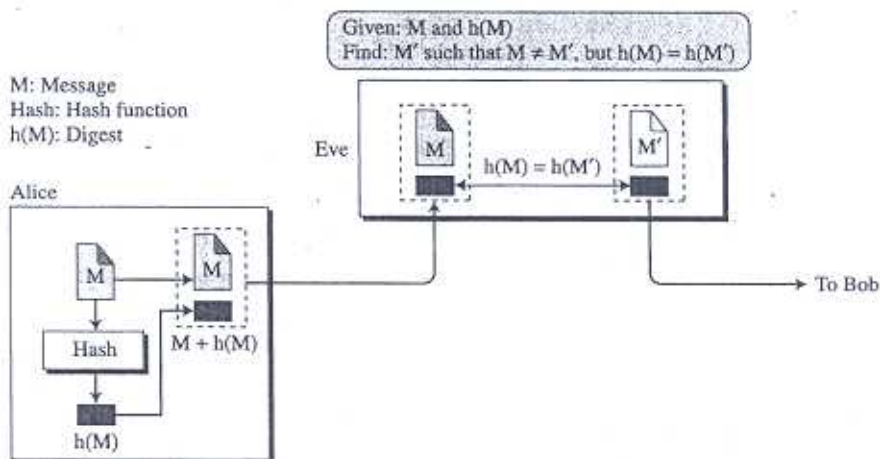 Given: M and h(M)
Find: M′ such that M ≠ M′, but h(M) = h(M′)
M: Message
Hash: Hash function
h(M): Digest
Eve
M
M′
h(M) = h(M′)
Alice
M
M
To Bob
Hash
M + h(M)
h(M)